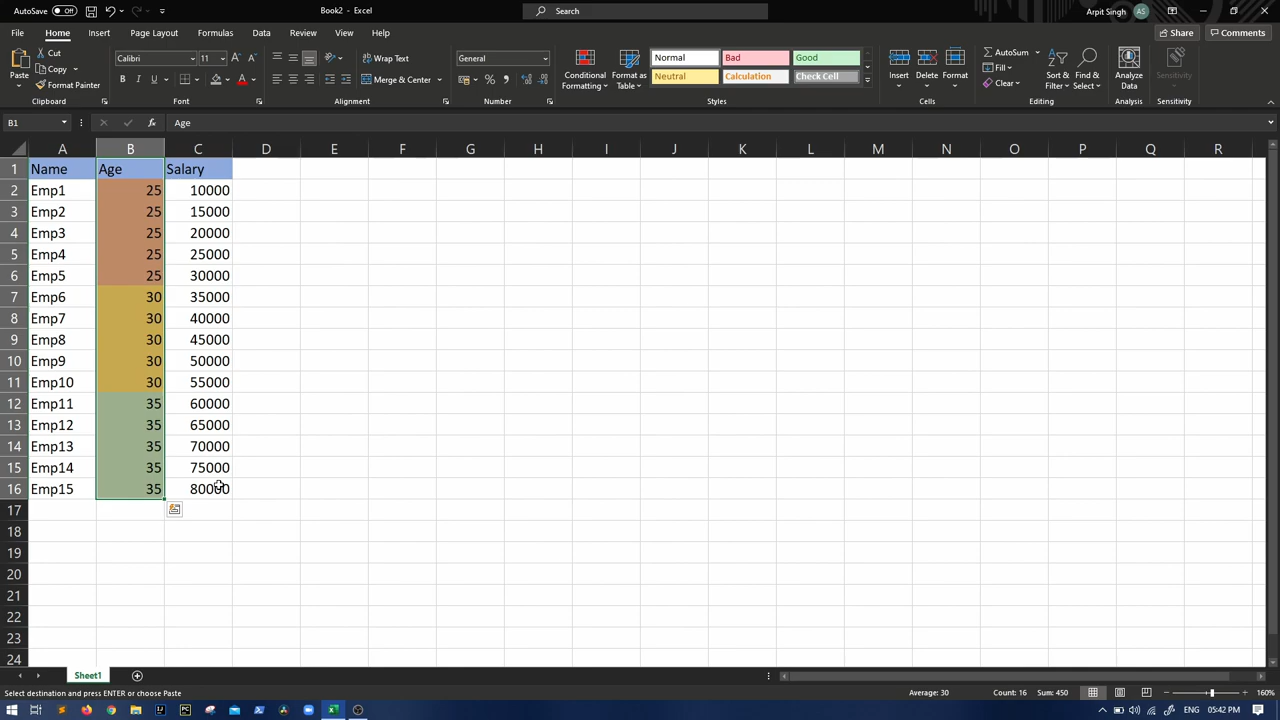 AutoSave Off Book2 - Excel Search Arpit Singh AS
File Home Insert Page Layout Formulas Data Review View Help Share Comments
Paste Cut Copy Format Painter Clipboard
Calibri 11 B I U A A A Font
Wrap Text Merge & Center Alignment
General % Number
Conditional Formatting Format as Table Normal Bad Good Neutral Calculation Check Cell Styles
Insert Delete Format Cells
AutoSum Fill Clear Sort & Filter Find & Select Editing
Analyze Data Analysis Sensitivity Sensitivity
B1 fx Age
A B C D E F G H I J K L M N O P Q R
1 Name Age Salary
2 Emp1 25 10000
3 Emp2 25 15000
4 Emp3 25 20000
5 Emp4 25 25000
6 Emp5 25 30000
7 Emp6 30 35000
8 Emp7 30 40000
9 Emp8 30 45000
10 Emp9 30 50000
11 Emp10 30 55000
12 Emp11 35 60000
13 Emp12 35 65000
14 Emp13 35 70000
15 Emp14 35 75000
16 Emp15 35 80000
17
18
19
20
21
22
23
24
Sheet1
Select destination and press ENTER or choose Paste Average: 30 Count: 16 Sum: 450 160%
ENG 05:42 PM